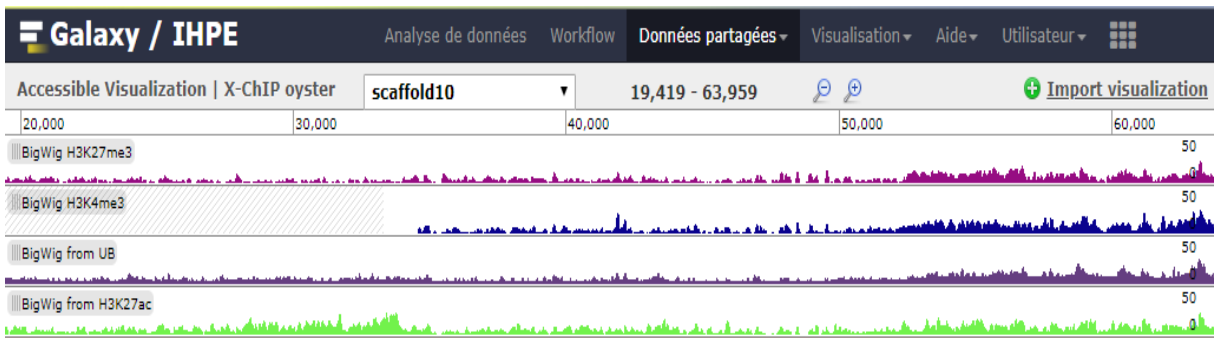 Galaxy / IHPE Analyse de données Workflow Données partagées Visualisation Aide Utilisateur
Accessible Visualization | X-ChIP oyster scaffold10 19,419 - 63,959 Import visualization
20,000 30,000 40,000 50,000 60,000
BigWig H3K27me3 50
0
BigWig H3K4me3 50
0
BigWig from UB 50
0
BigWig from H3K27ac 50
0